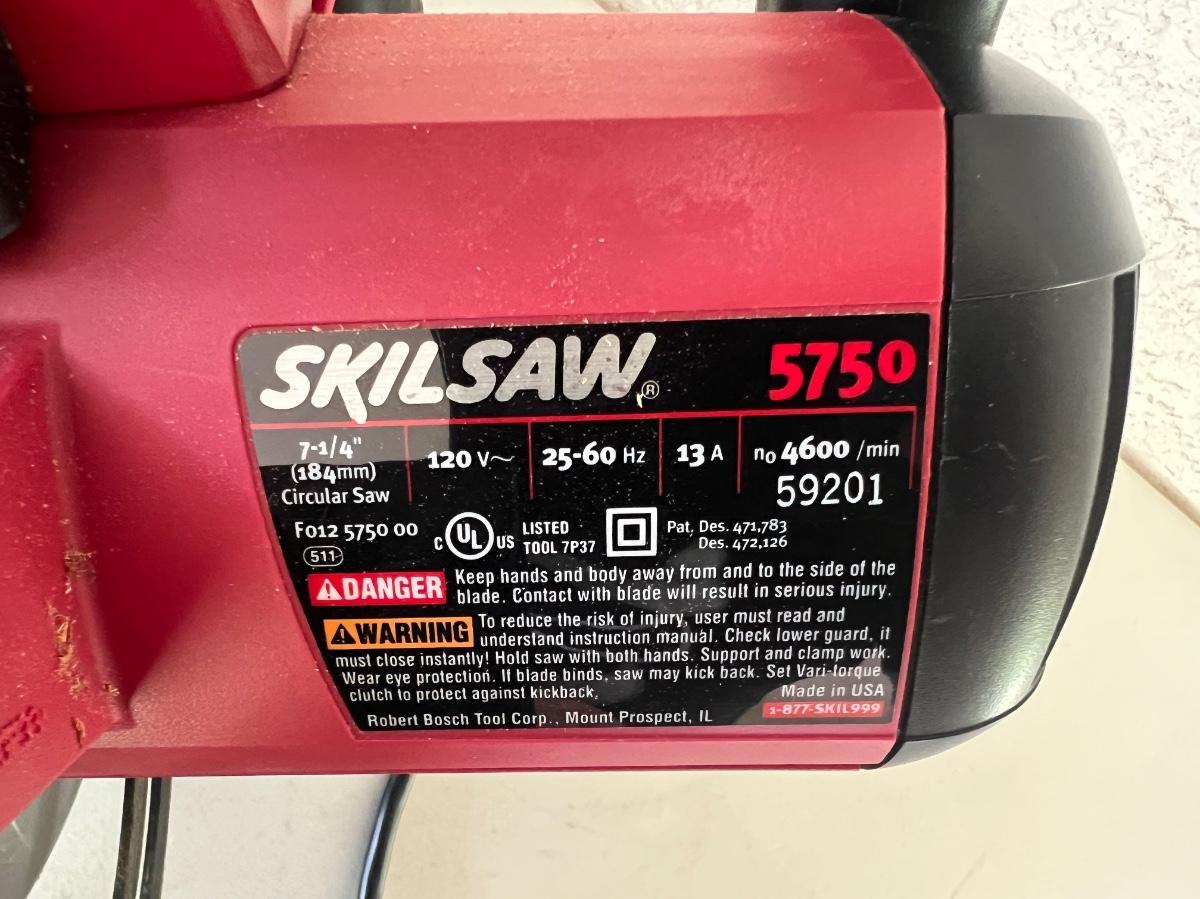 SKILSAW® 5750
7-1/4"
(184mm)
Circular Saw
120 V~
25-60 Hz
13 A
n₀ 4600 /min
59201
F012 5750 00
511
C UL US
LISTED
TOOL 7P37
Pat. Des. 471,783
Des. 472,126
DANGER Keep hands and body away from and to the side of the
blade. Contact with blade will result in serious injury.
WARNING To reduce the risk of injury, user must read and
understand instruction manual. Check lower guard, it
must close instantly! Hold saw with both hands. Support and clamp work.
Wear eye protection. If blade binds, saw may kick back. Set Vari-torque
clutch to protect against kickback.
Made in USA
Robert Bosch Tool Corp., Mount Prospect, IL
1-877-SKIL999